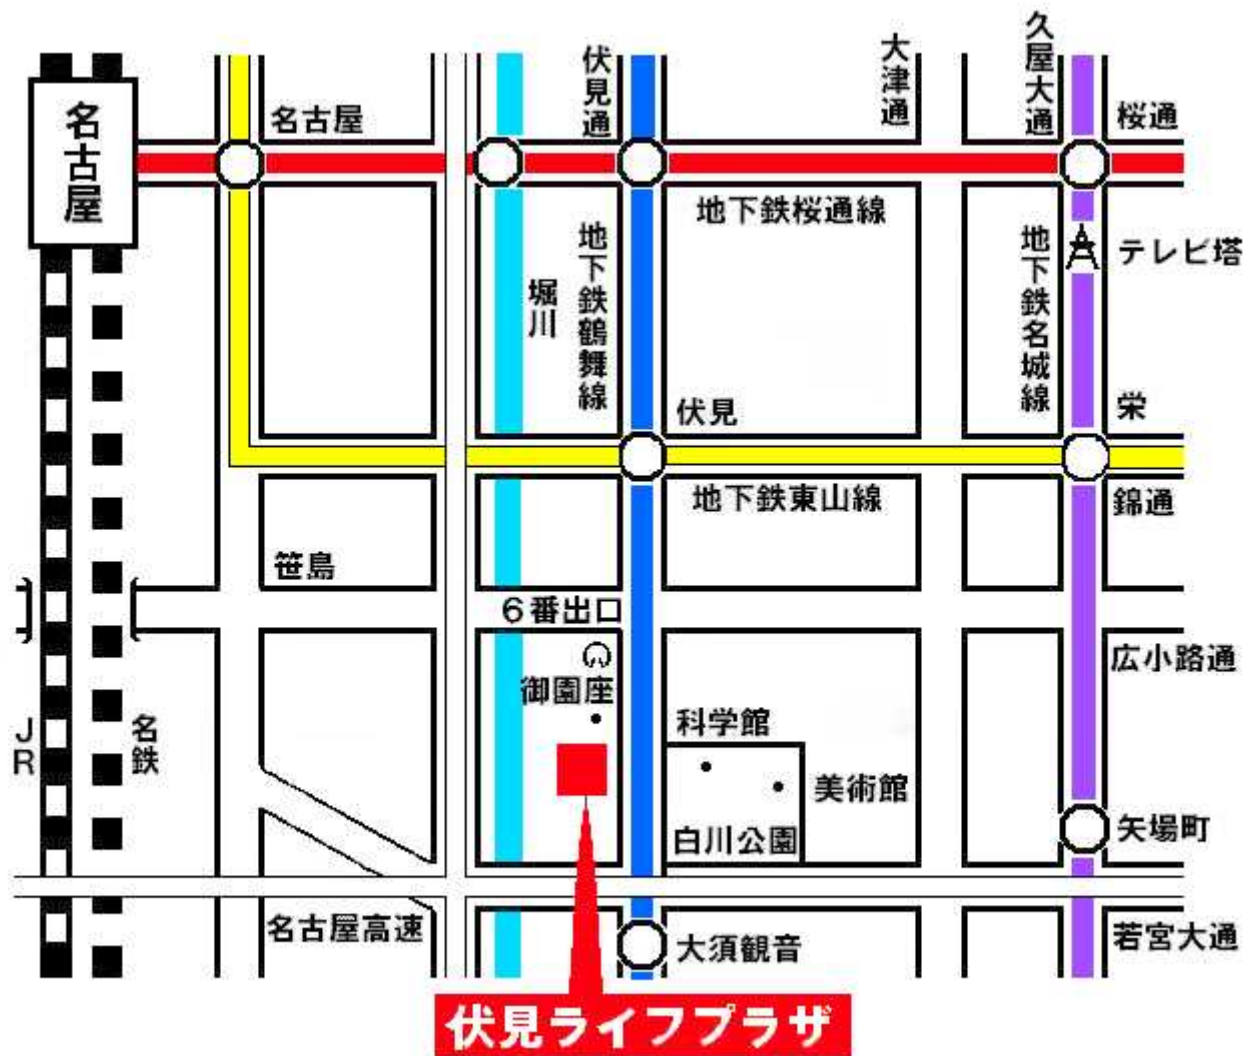 名古屋
名古屋
伏見通
大津通
久屋大通
桜通
地下鉄桜通線
堀川
地下鉄鶴舞線
地下鉄名城線
テレビ塔
伏見
栄
地下鉄東山線
錦通
笹島
6番出口
広小路通
御園座
JR
名鉄
科学館
美術館
白川公園
矢場町
名古屋高速
大須観音
若宮大通
伏見ライフプラザ